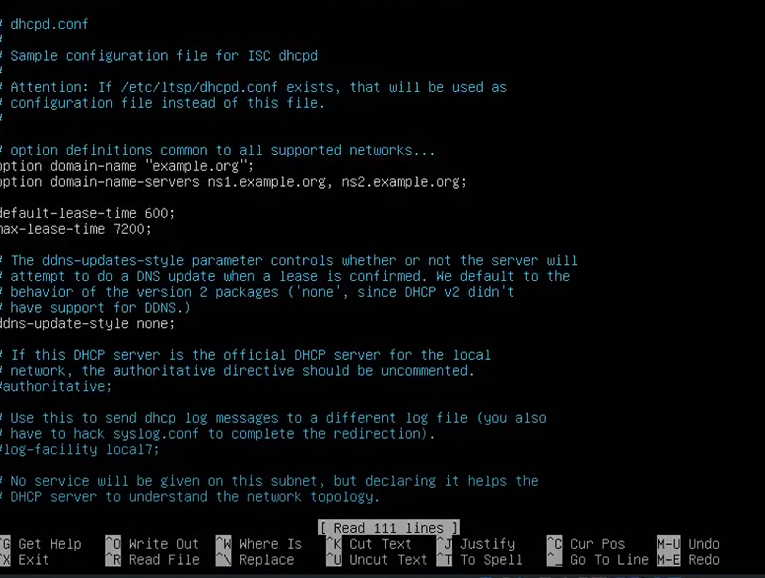 # dhcpd.conf
#
# Sample configuration file for ISC dhcpd
#
# Attention: If /etc/ltsp/dhcpd.conf exists, that will be used as
# configuration file instead of this file.
#
# option definitions common to all supported networks...
option domain-name "example.org";
option domain-name-servers ns1.example.org, ns2.example.org;
default-lease-time 600;
max-lease-time 7200;
# The ddns-updates-style parameter controls whether or not the server will
# attempt to do a DNS update when a lease is confirmed. We default to the
# behavior of the version 2 packages ('none', since DHCP v2 didn't
# have support for DDNS.)
ddns-update-style none;
# If this DHCP server is the official DHCP server for the local
# network, the authoritative directive should be uncommented.
#authoritative;
# Use this to send dhcp log messages to a different log file (you also
# have to hack syslog.conf to complete the redirection).
#log-facility local7;
# No service will be given on this subnet, but declaring it helps the
# DHCP server to understand the network topology.
[ Read 111 lines ]
^G Get Help ^O Write Out ^W Where Is ^K Cut Text ^J Justify ^C Cur Pos M-U Undo
^X Exit ^R Read File ^\ Replace ^U Uncut Text ^T To Spell ^_ Go To Line M-E Redo